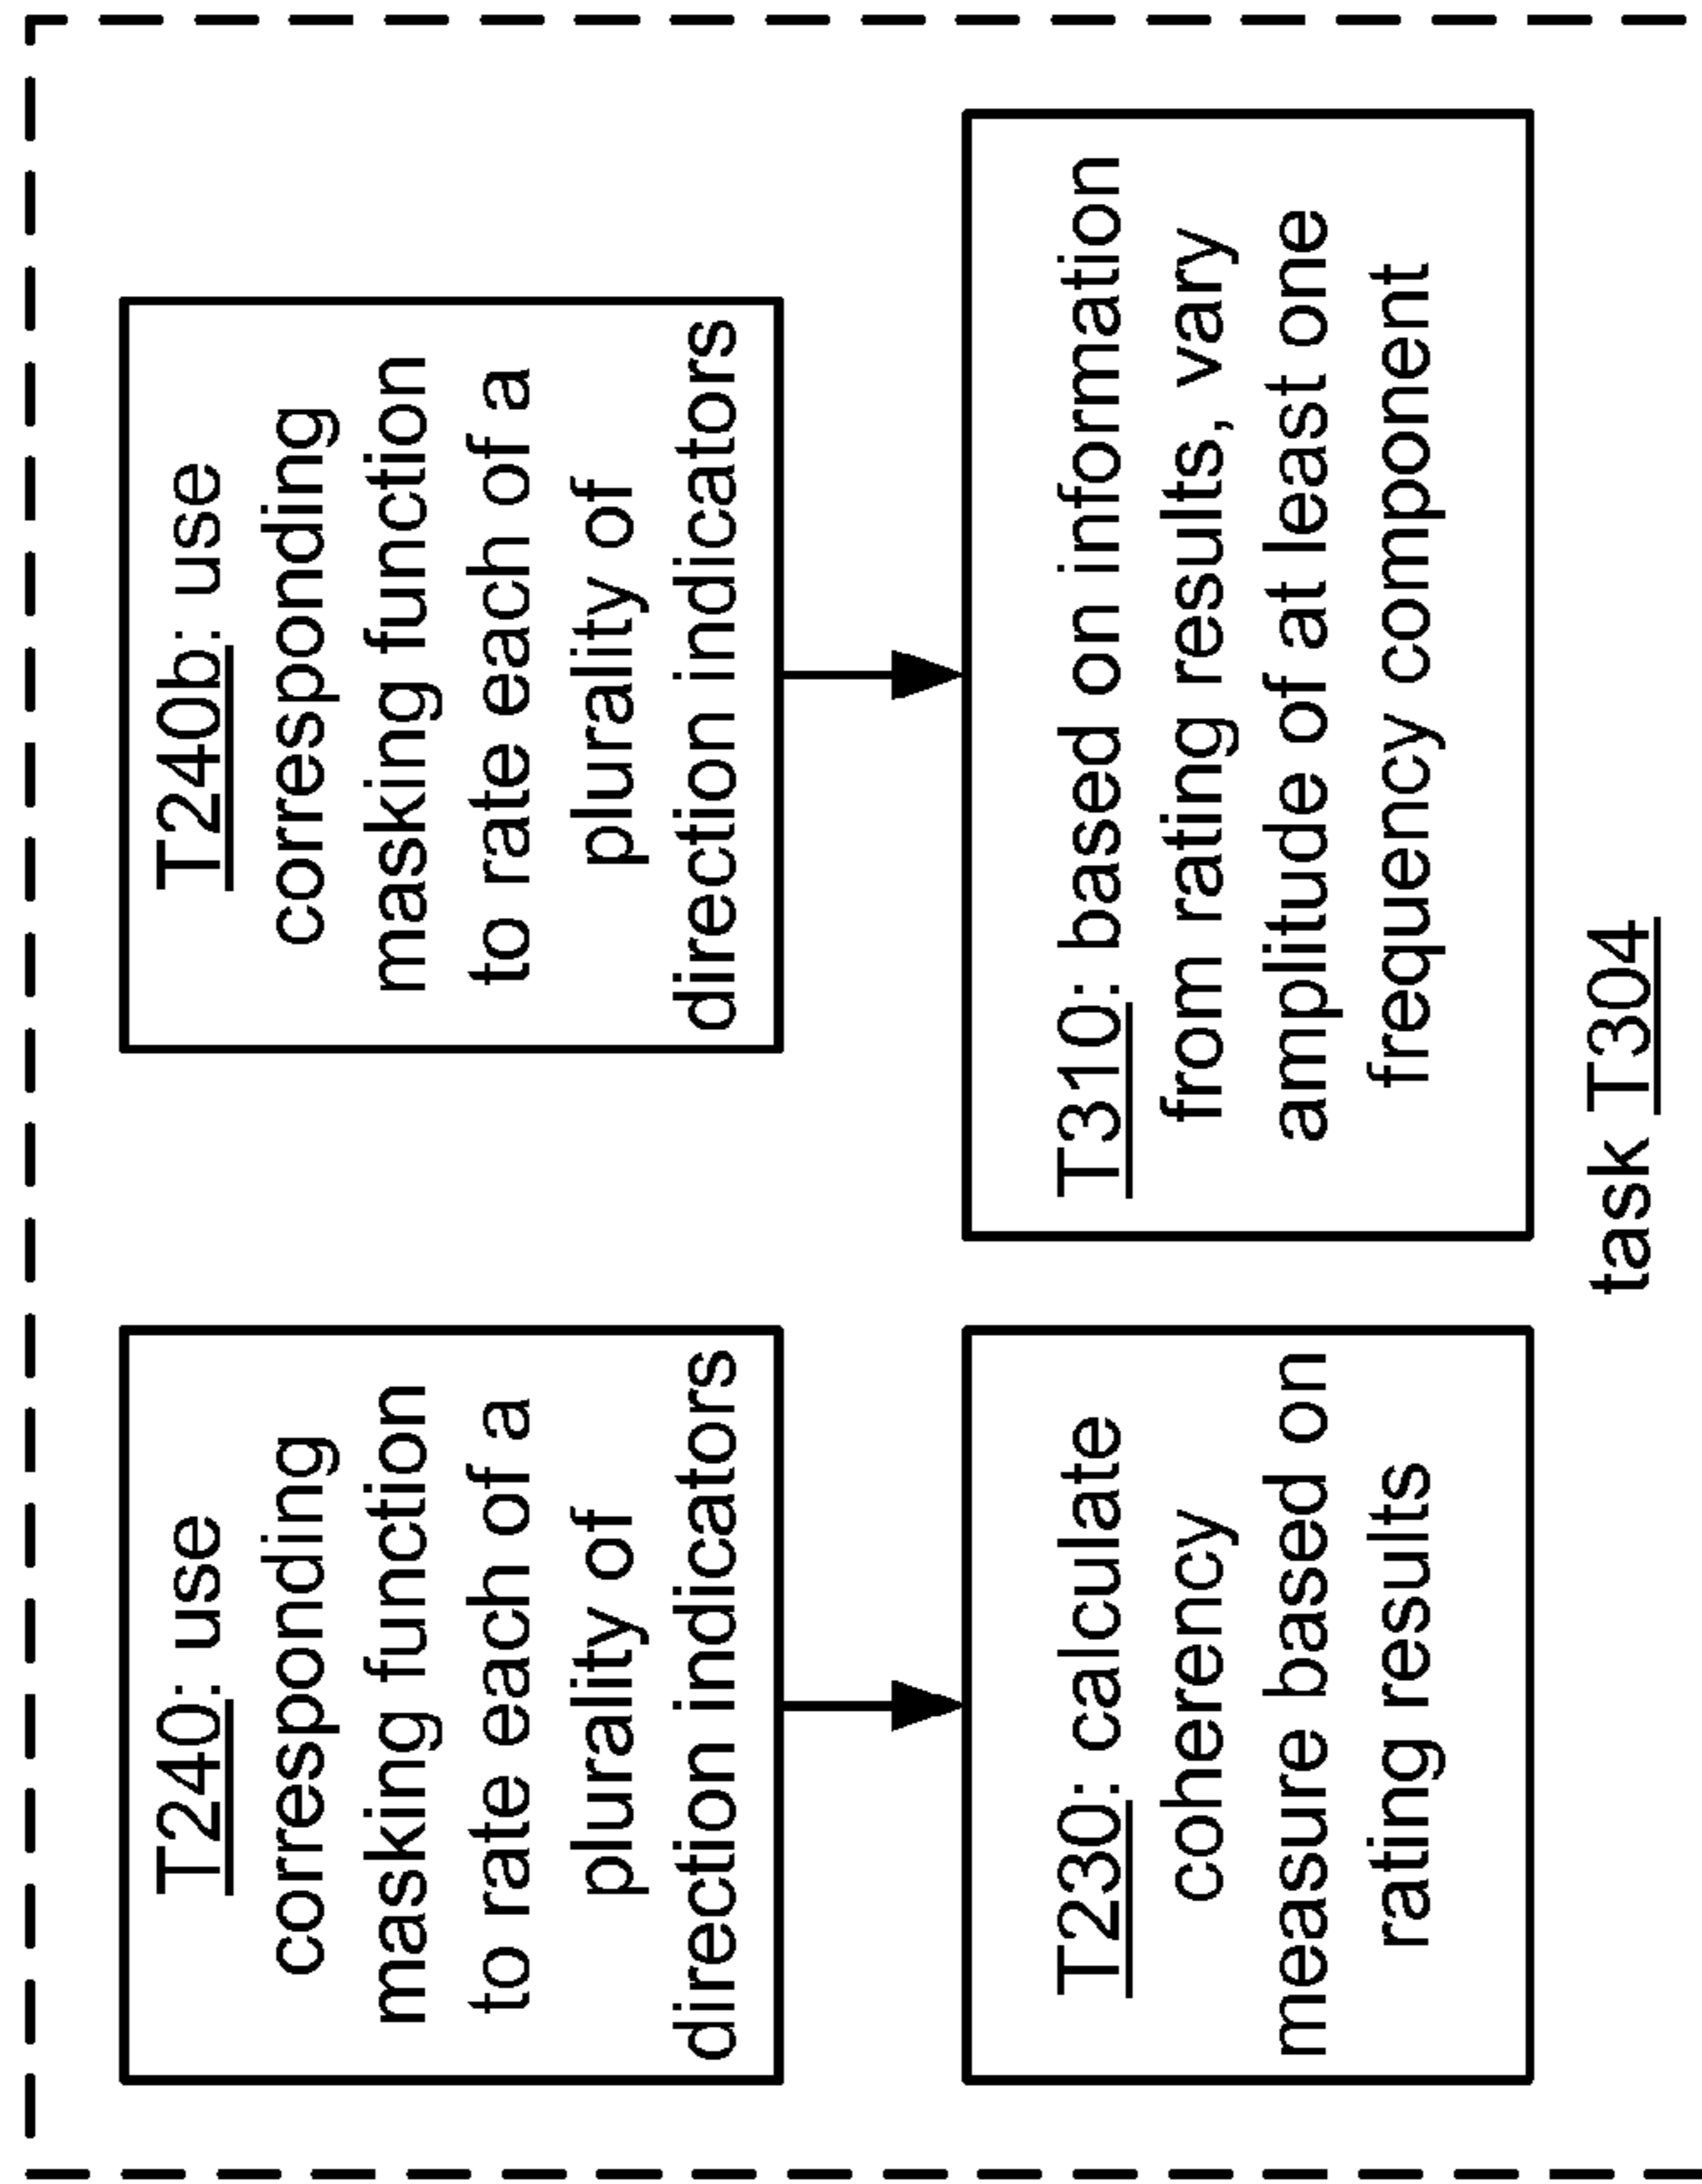 T240: use
corresponding
masking function
to rate each of a
plurality of
direction indicators
T230: calculate
coherency
measure based on
rating results
T240b: use
corresponding
masking function
to rate each of a
plurality of
direction indicators
T310: based on information
from rating results, vary
amplitude of at least one
frequency component
task T304